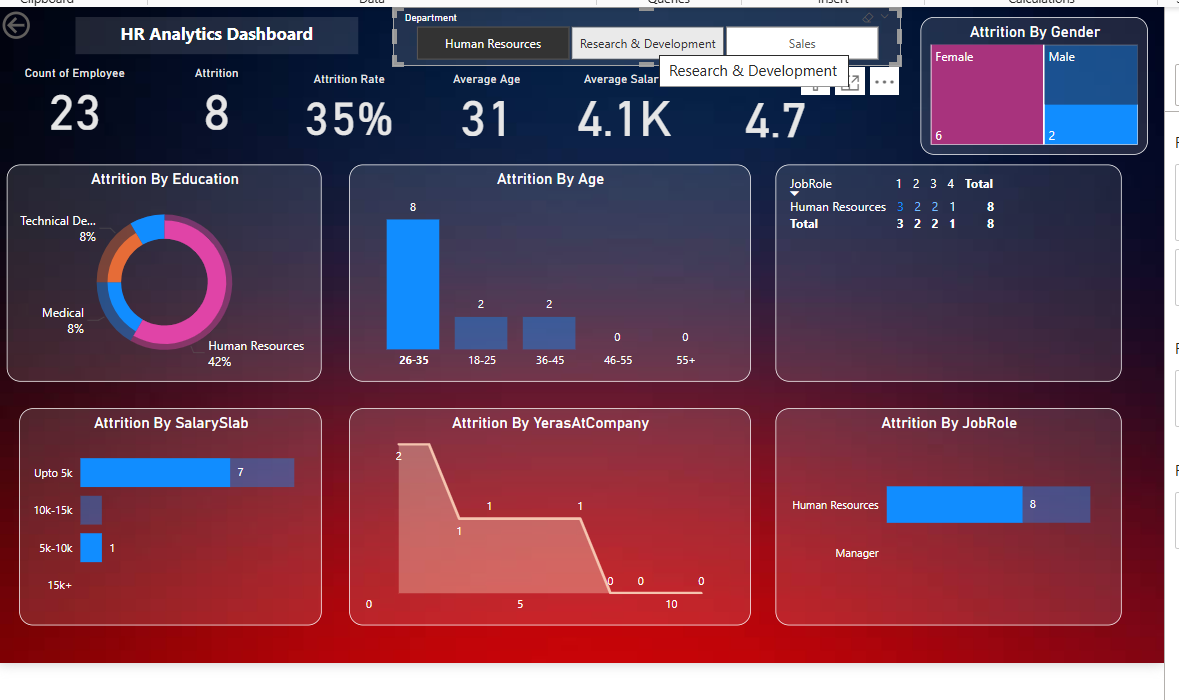 Clipboard
Data
Queries
Insert
Calculations
Department
HR Analytics Dashboard
Human Resources
Research & Development
Sales
Research & Development
Attrition By Gender
Female
6
Male
2
Count of Employee
23
Attrition
8
Attrition Rate
35%
Average Age
31
Average Salar
4.1K
4.7
Attrition By Education
Technical De...
8%
Medical
8%
Human Resources
42%
Attrition By Age
8
2
2
0
0
26-35 18-25 36-45 46-55 55+
JobRole 1 2 3 4 Total
Human Resources 3 2 2 1 8
Total 3 2 2 1 8
Attrition By SalarySlab
Upto 5k 7
10k-15k
5k-10k 1
15k+
Attrition By YerasAtCompany
2
1
1
1
0
0
0
0 5 10
Attrition By JobRole
Human Resources 8
Manager